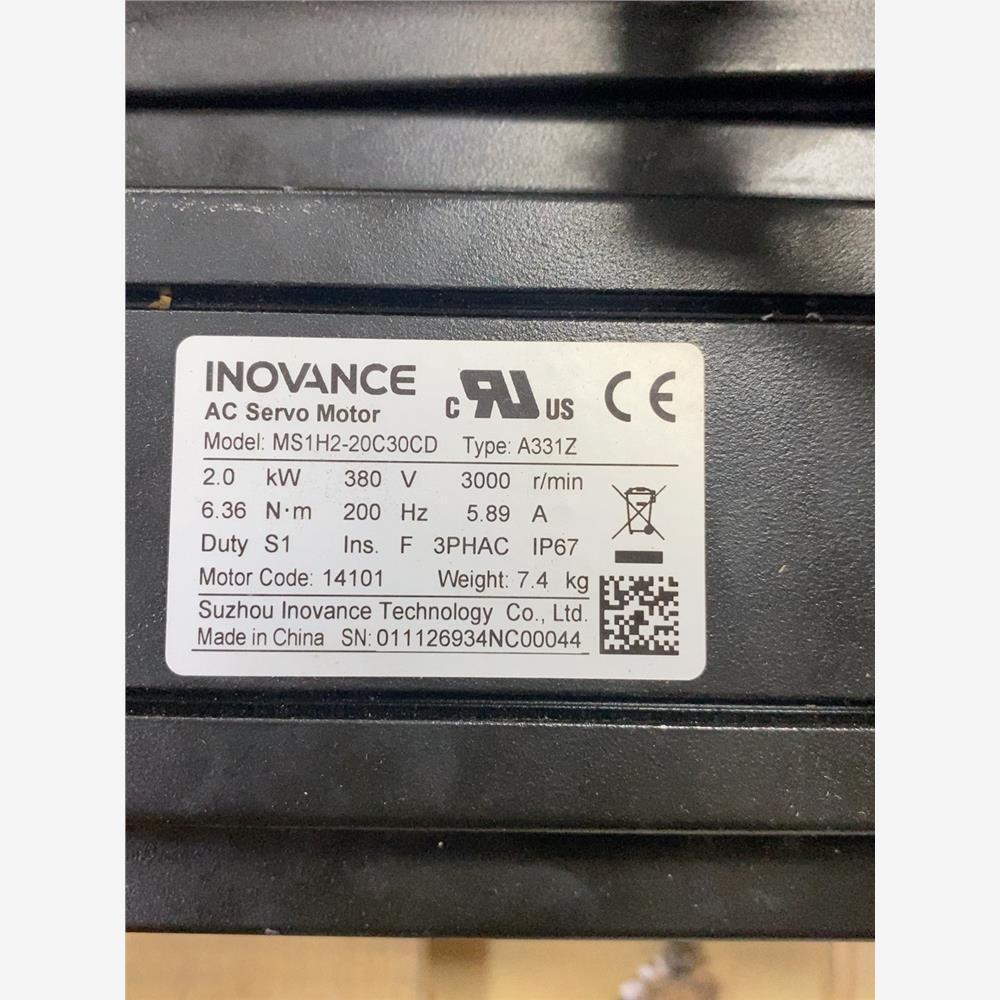 INOVANCE
AC Servo Motor
C RU US CE
Model: MS1H2-20C30CD Type: A331Z
2.0 kW 380 V 3000 r/min
6.36 N·m 200 Hz 5.89 A
Duty S1 Ins. F 3PHAC IP67
Motor Code: 14101 Weight: 7.4 kg
Suzhou Inovance Technology Co., Ltd.
Made in China SN: 011126934NC00044